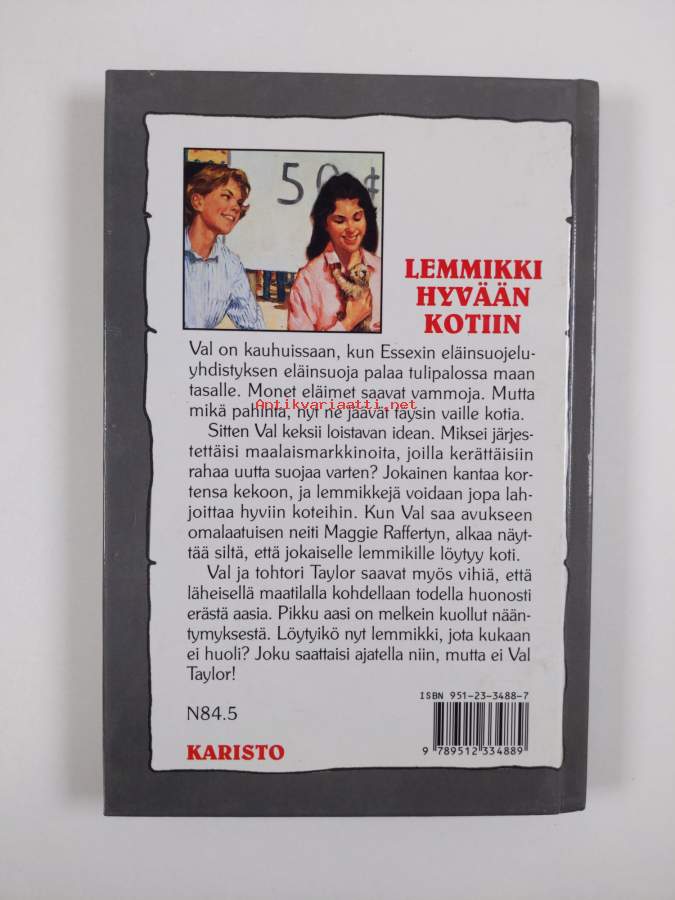 50¢
LEMMIKKI
HYVÄÄN
KOTIIN
Val on kauhuissaan, kun Essexin eläinsuojelu-
yhdistyksen eläinsuoja palaa tulipalossa maan
tasalle. Monet eläimet saavat vammoja. Mutta
mikä pahinta, nyt ne jäävät täysin vaille kotia.
Antikvariaatti.net
Sitten Val keksii loistavan idean. Miksei järjes-
tettäisi maalaismarkkinoita, joilla kerättäisiin
rahaa uutta suojaa varten? Jokainen kantaa kor-
tensa kekoon, ja lemmikkejä voidaan jopa lah-
joittaa hyviin koteihin. Kun Val saa avukseen
omalaatuisen neiti Maggie Raffertyn, alkaa näyt-
tää siltä, että jokaiselle lemmikille löytyy koti.
Val ja tohtori Taylor saavat myös vihiä, että
läheisellä maatilalla kohdellaan todella huonosti
erästä aasia. Pikku aasi on melkein kuollut nään-
tymyksestä. Löytyikö nyt lemmikki, jota kukaan
ei huoli? Joku saattaisi ajatella niin, mutta ei Val
Taylor!
ISBN 951-23-3488-7
N84.5
9 789512 334889
KARISTO